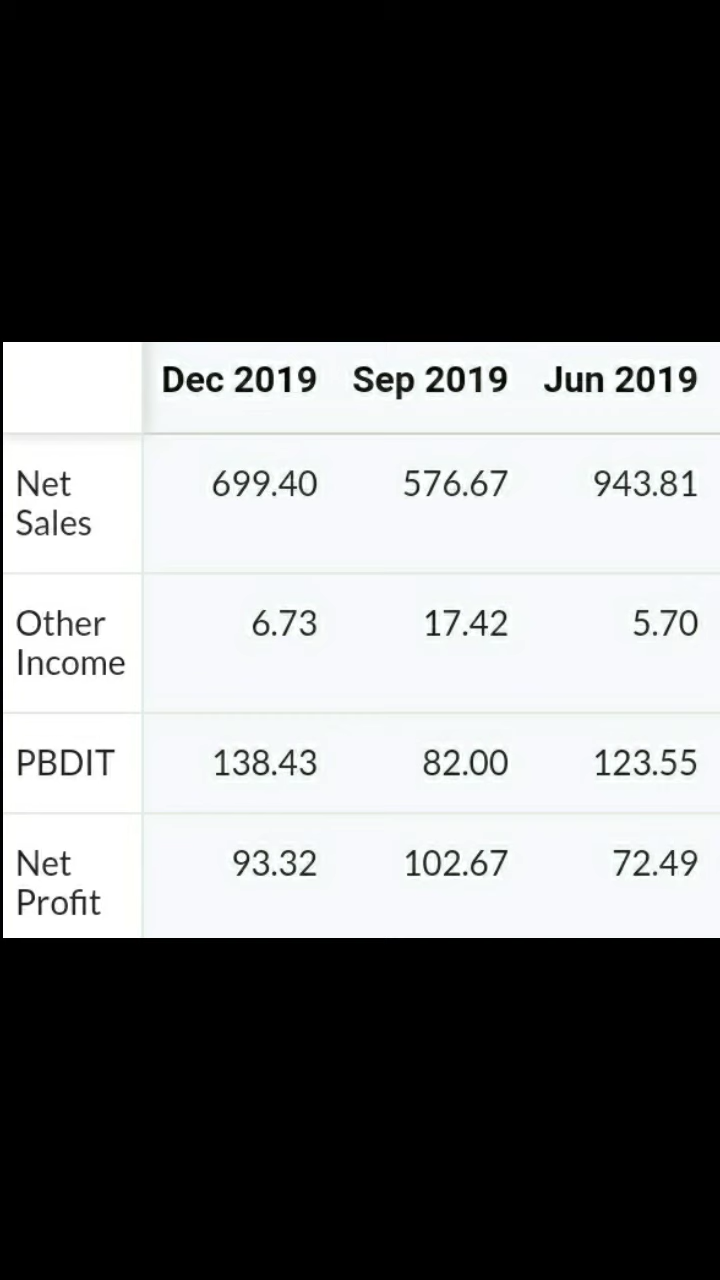 Dec 2019 Sep 2019 Jun 2019
Net
Sales 699.40 576.67 943.81
Other
Income 6.73 17.42 5.70
PBDIT 138.43 82.00 123.55
Net
Profit 93.32 102.67 72.49